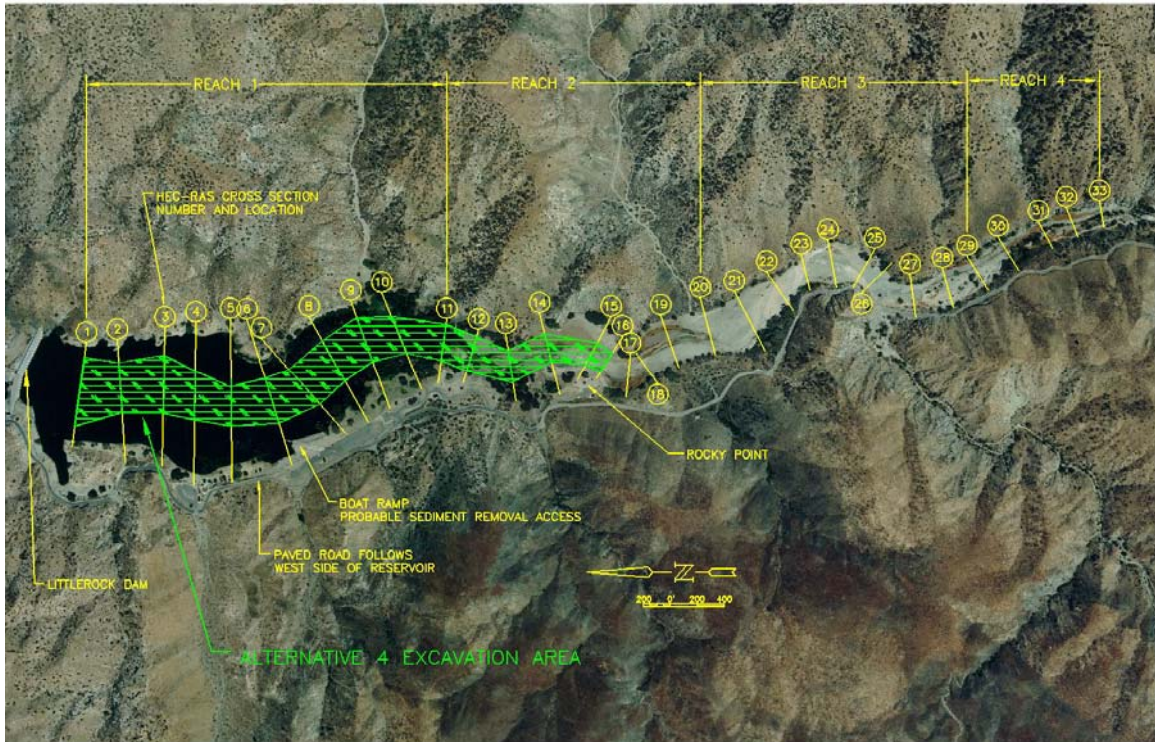 REACH 1
REACH 2
REACH 3
REACH 4
HEC-RAS CROSS SECTION
NUMBER AND LOCATION
1
2
3
4
5
6
7
8
9
10
11
12
13
14
15
16
17
18
19
20
21
22
23
24
25
26
27
28
29
30
31
32
33
ROCKY POINT
BOAT RAMP
PROBABLE SEDIMENT REMOVAL ACCESS
PAVED ROAD FOLLOWS
WEST SIDE OF RESERVOIR
LITTLEROCK DAM
N
200 0' 200 400
ALTERNATIVE 4 EXCAVATION AREA